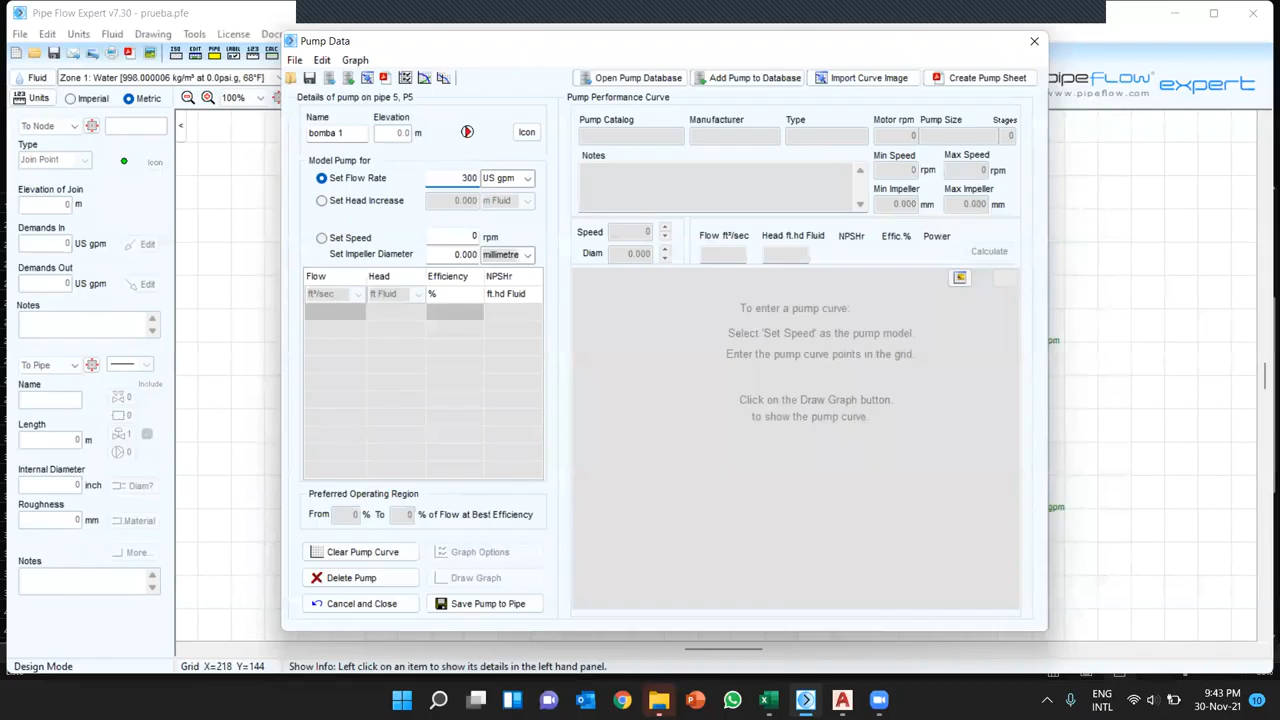 Pipe Flow Expert v7.30 - prueba.pfe
File Edit Units Fluid Drawing Tools License Docu
Fluid Zone 1: Water [998.000006 kg/m³ at 0.0psi.g, 68°F]
Units Imperial Metric 100%
pipeFLOW expert
www.pipeflow.com
To Node
Type
Join Point Icon
Elevation of Join
0 m
Demands In
0 US gpm Edit
Demands Out
0 US gpm Edit
Notes
To Pipe
Name Include
0
0
Length
0 m 1
0
Internal Diameter
0 inch Diam?
Roughness
0 mm Material
More...
Notes
Pump Data
File Edit Graph
Open Pump Database Add Pump to Database Import Curve Image Create Pump Sheet
Details of pump on pipe 5, P5
Name Elevation
bomba 1 0.0 m Icon
Model Pump for
Set Flow Rate 300 US gpm
Set Head Increase 0.000 m Fluid
Set Speed 0 rpm
Set Impeller Diameter 0.000 millimetre
Flow Head Efficiency NPSHr
ft³/sec ft Fluid % ft.hd Fluid
Preferred Operating Region
From 0 % To 0 % of Flow at Best Efficiency
Clear Pump Curve Graph Options
Delete Pump Draw Graph
Cancel and Close Save Pump to Pipe
Pump Performance Curve
Pump Catalog Manufacturer Type Motor rpm Pump Size Stages
0 0
Notes Min Speed Max Speed
0 rpm 0 rpm
Min Impeller Max Impeller
0.000 mm 0.000 mm
Speed 0 Flow ft³/sec Head ft.hd Fluid NPSHr Effic.% Power
Diam 0.000 Calculate
To enter a pump curve:
Select 'Set Speed' as the pump model.
Enter the pump curve points in the grid.
Click on the Draw Graph button.
to show the pump curve.
pm
gpm
Design Mode Grid X=218 Y=144 Show Info: Left click on an item to show its details in the left hand panel.
ENG
INTL
9:43 PM
30-Nov-21
10